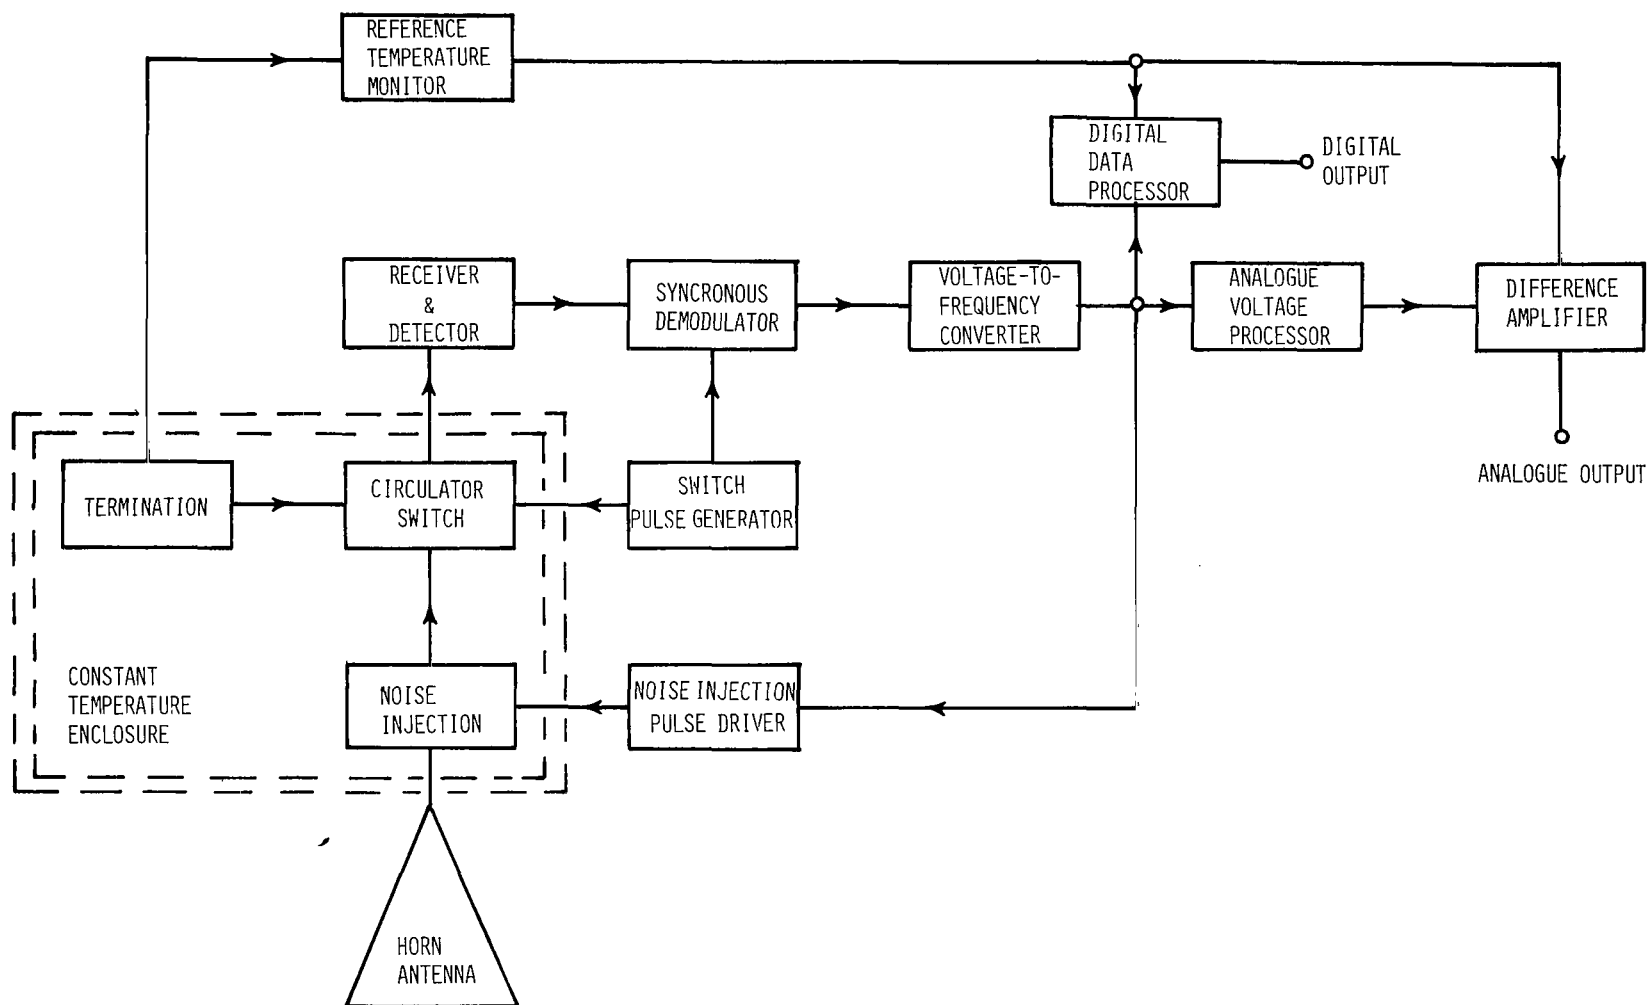 REFERENCE
TEMPERATURE
MONITOR
DIGITAL
DATA
PROCESSOR
DIGITAL
OUTPUT
RECEIVER
&
DETECTOR
SYNCRONOUS
DEMODULATOR
VOLTAGE-TO-
FREQUENCY
CONVERTER
ANALOGUE
VOLTAGE
PROCESSOR
DIFFERENCE
AMPLIFIER
ANALOGUE OUTPUT
TERMINATION
CIRCULATOR
SWITCH
SWITCH
PULSE GENERATOR
CONSTANT
TEMPERATURE
ENCLOSURE
NOISE
INJECTION
NOISE INJECTION
PULSE DRIVER
HORN
ANTENNA